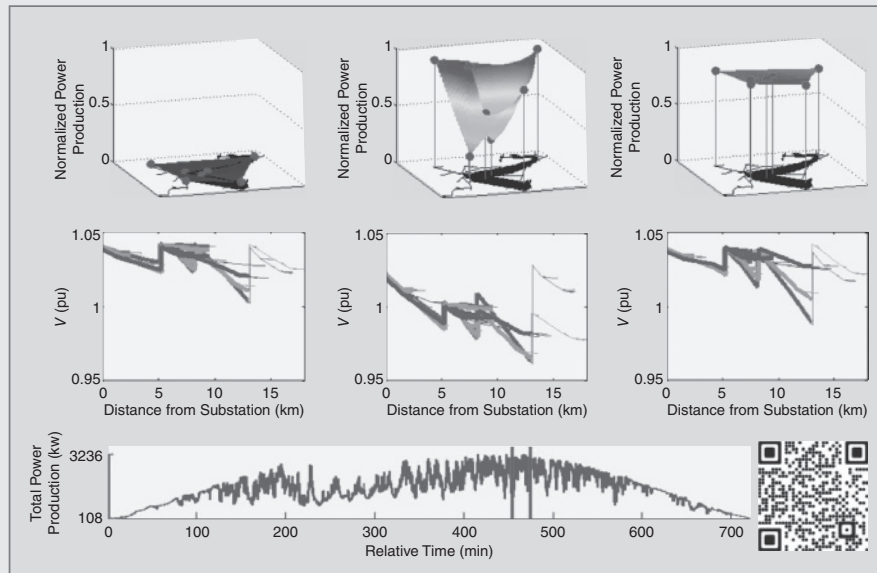 Normalized Power
Production
1
0.5
0
Normalized Power
Production
1
0.5
0
Normalized Power
Production
1
0.5
0
V (pu)
1.05
1
0.95
0 5 10 15
Distance from Substation (km)
V (pu)
1.05
1
0.95
0 5 10 15
Distance from Substation (km)
V (pu)
1.05
1
0.95
0 5 10 15
Distance from Substation (km)
Total Power
Production (kw)
3236
108
0 100 200 300 400 500 600 700
Relative Time (min)